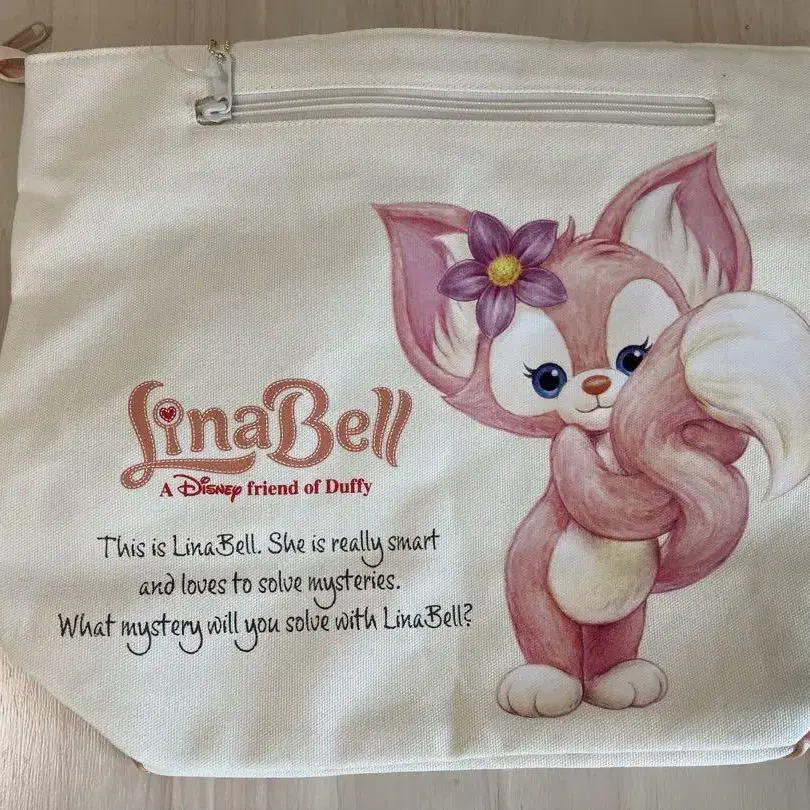 LinaBell
A Disney friend of Duffy
This is LinaBell. She is really smart
and loves to solve mysteries.
What mystery will you solve with LinaBell?